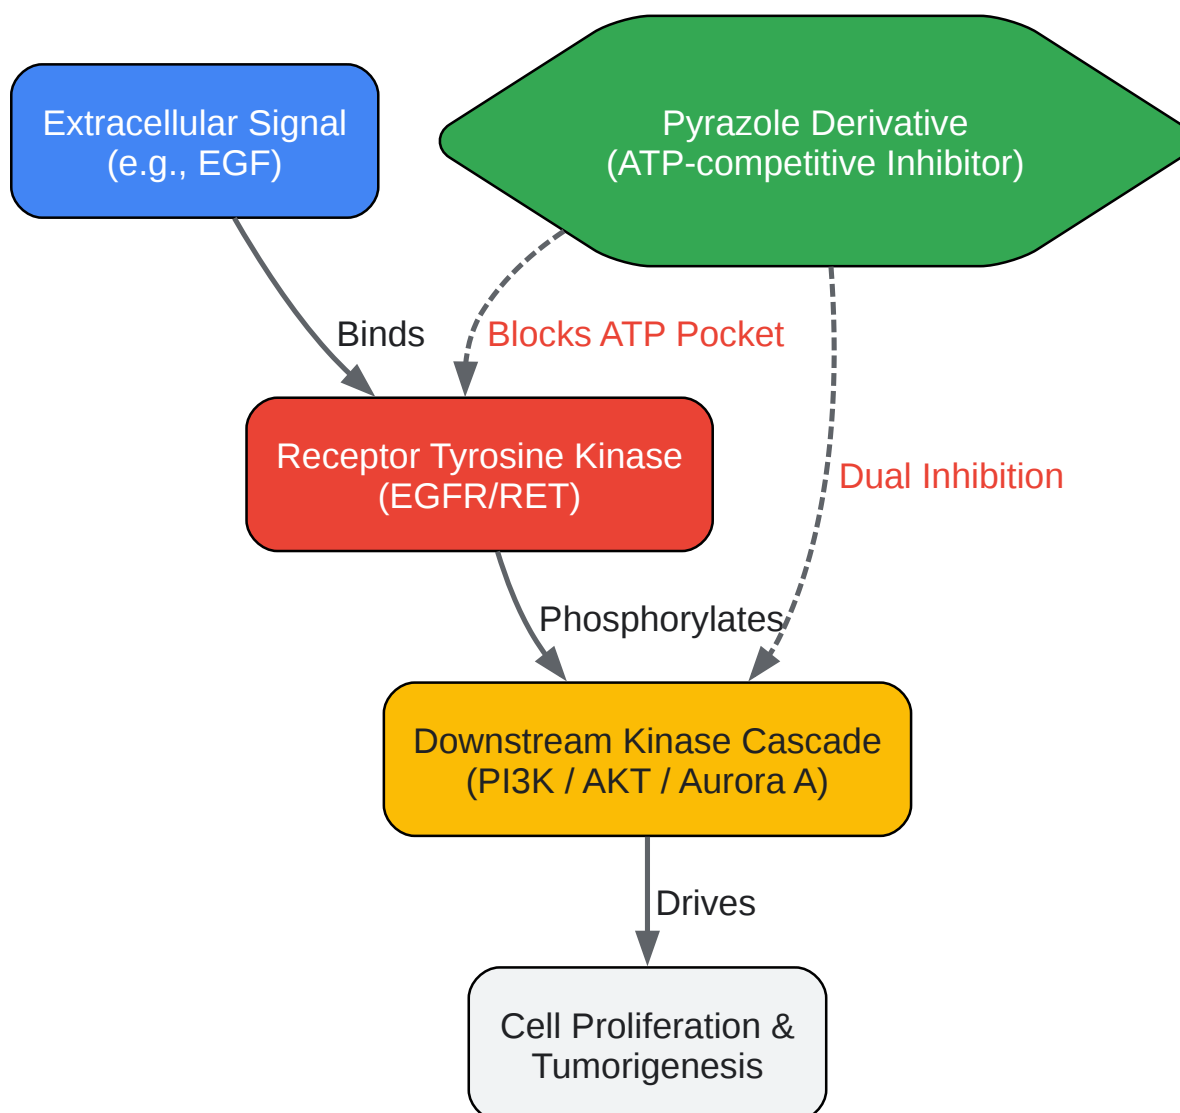 Extracellular Signal
(e.g., EGF)
Pyrazole Derivative
(ATP-competitive Inhibitor)
Binds
Blocks ATP Pocket
Receptor Tyrosine Kinase
(EGFR/RET)
Dual Inhibition
Phosphorylates
Downstream Kinase Cascade
(PI3K / AKT / Aurora A)
Drives
Cell Proliferation &
Tumorigenesis